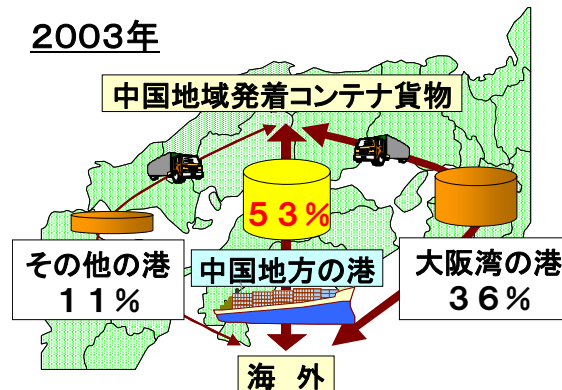 2003年
中国地域発着コンテナ貨物
53%
その他の港
11%
中国地方の港
大阪湾の港
36%
海 外